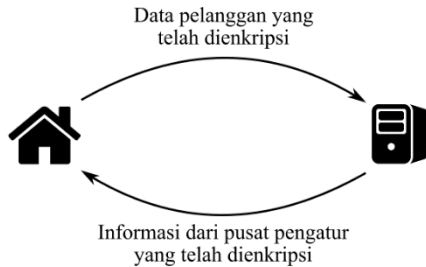 Data pelanggan yang
telah dienkripsi
Informasi dari pusat pengatur
yang telah dienkripsi